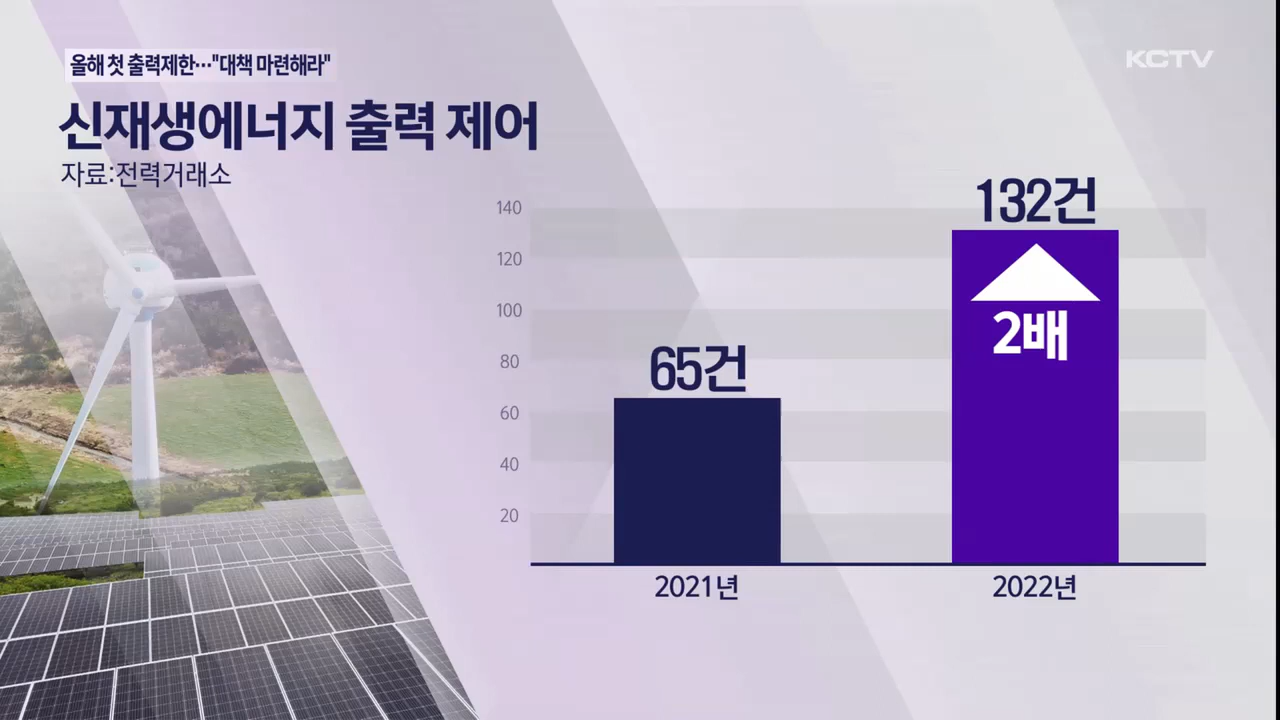 올해 첫 출력제한…"대책 마련해라"
KCTV
신재생에너지 출력 제어
자료:전력거래소
140
120
100
80
60
40
20
65건
132건
2배
2021년
2022년